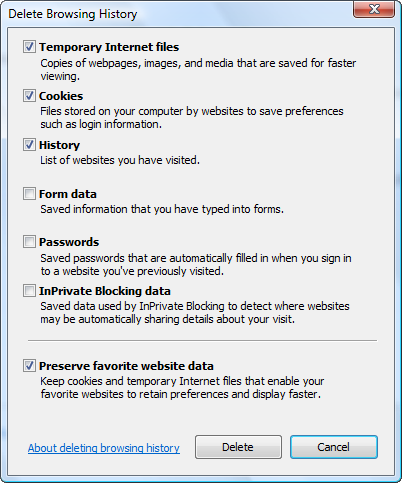 Delete Browsing History
Temporary Internet files
Copies of webpages, images, and media that are saved for faster
viewing.
Cookies
Files stored on your computer by websites to save preferences
such as login information.
History
List of websites you have visited.
Form data
Saved information that you have typed into forms.
Passwords
Saved passwords that are automatically filled in when you sign in
to a website you've previously visited.
InPrivate Blocking data
Saved data used by InPrivate Blocking to detect where websites
may be automatically sharing details about your visit.
Preserve favorite website data
Keep cookies and temporary Internet files that enable your
favorite websites to retain preferences and display faster.
About deleting browsing history Delete Cancel